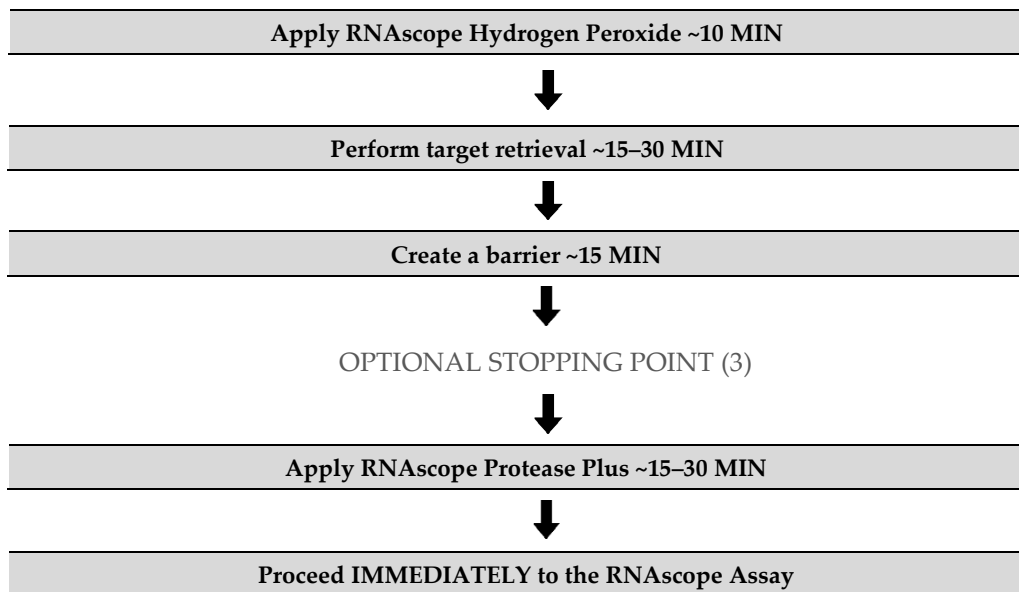 Apply RNAscope Hydrogen Peroxide ~10 MIN
Perform target retrieval ~15–30 MIN
Create a barrier ~15 MIN
OPTIONAL STOPPING POINT (3)
Apply RNAscope Protease Plus ~15–30 MIN
Proceed IMMEDIATELY to the RNAscope Assay